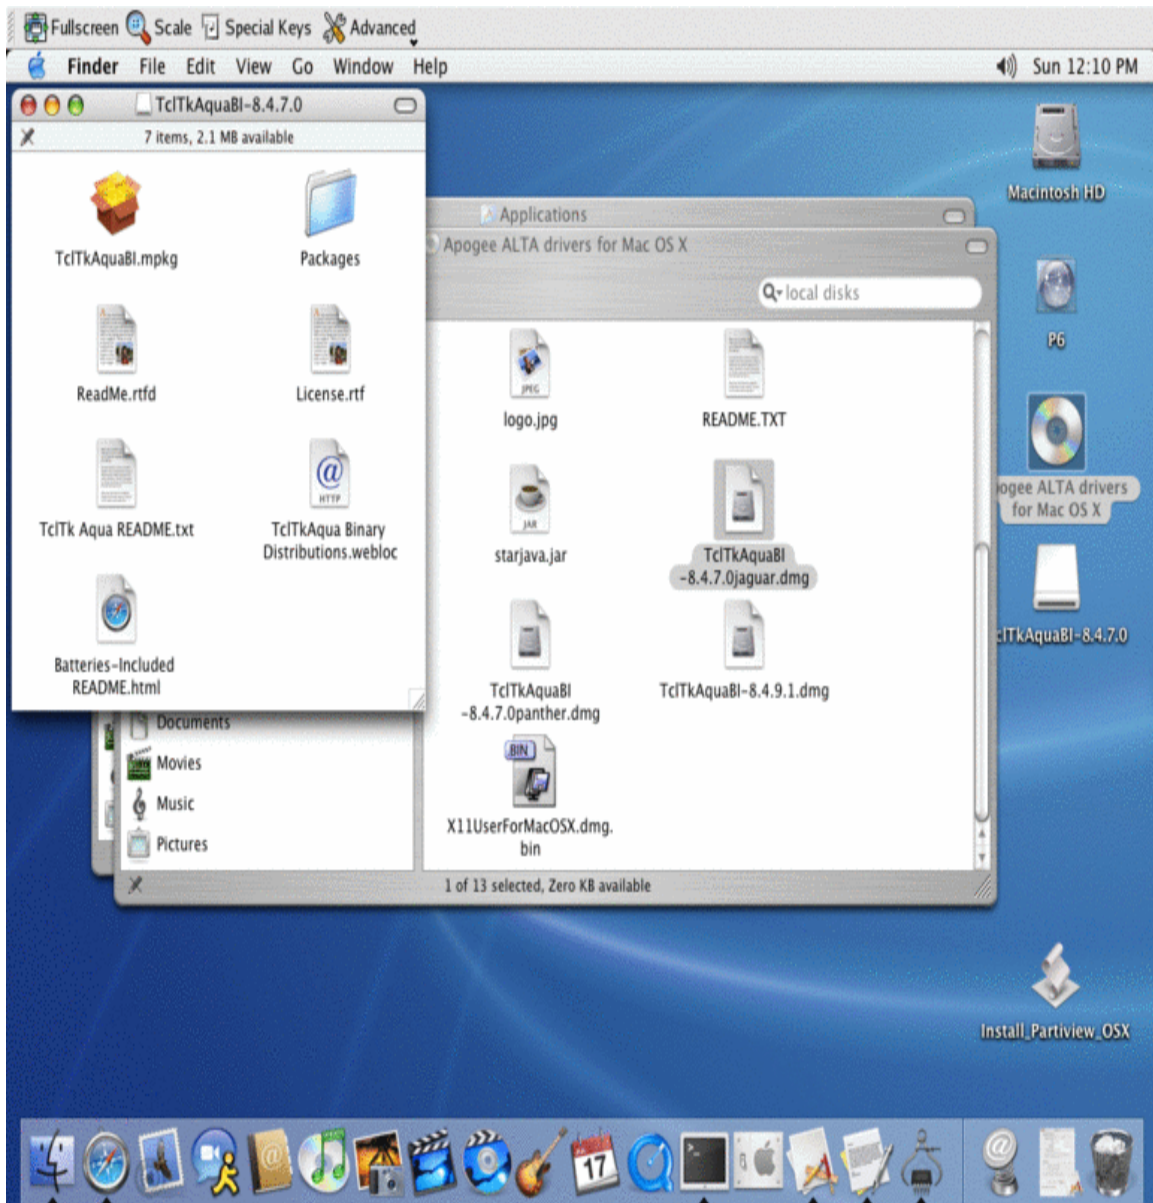 Fullscreen Scale Special Keys Advanced
Finder File Edit View Go Window Help Sun 12:10 PM
TclTkAquaBI-8.4.7.0
7 items, 2.1 MB available
TclTkAquaBI.mpkg
Packages
ReadMe.rtfd
License.rtf
TclTk Aqua README.txt
TclTkAqua Binary
Distributions.webloc
HTTP
Batteries-Included
README.html
Applications
Apogee ALTA drivers for Mac OS X
local disks
JPEG
logo.jpg
README.TXT
JAR
starjava.jar
TclTkAquaBI
-8.4.7.0jaguar.dmg
TclTkAquaBI
-8.4.7.0panther.dmg
TclTkAquaBI-8.4.9.1.dmg
BIN
X11UserForMacOSX.dmg.
bin
Documents
Movies
Music
Pictures
1 of 13 selected, Zero KB available
Macintosh HD
P6
ogee ALTA drivers
for Mac OS X
clTkAquaBI-8.4.7.0
Install_Partiview_OSX
17